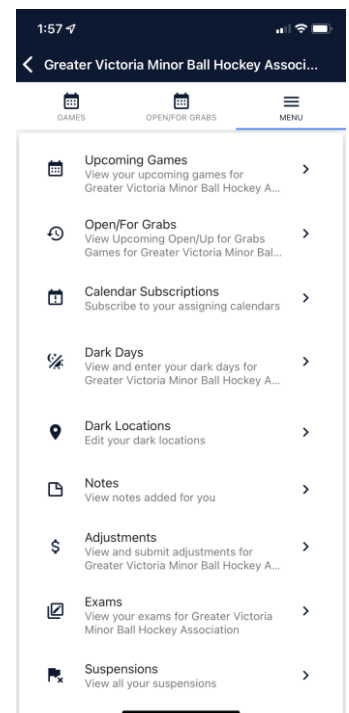 1:57
Greater Victoria Minor Ball Hockey Associ...
GAMES
OPEN/FOR GRABS
MENU
Upcoming Games
View your upcoming games for
Greater Victoria Minor Ball Hockey A...
Open/For Grabs
View Upcoming Open/Up for Grabs
Games for Greater Victoria Minor Bal...
Calendar Subscriptions
Subscribe to your assigning calendars
Dark Days
View and enter your dark days for
Greater Victoria Minor Ball Hockey A...
Dark Locations
Edit your dark locations
Notes
View notes added for you
Adjustments
View and submit adjustments for
Greater Victoria Minor Ball Hockey A...
Exams
View your exams for Greater Victoria
Minor Ball Hockey Association
Suspensions
View all your suspensions